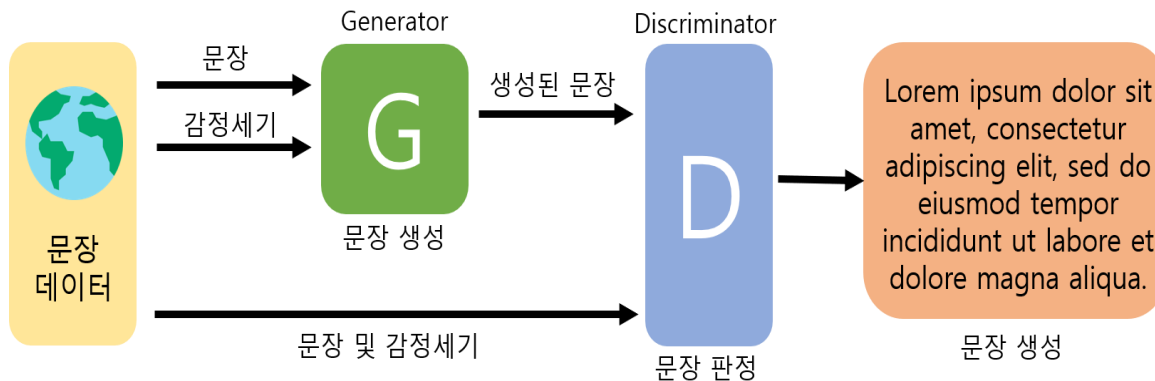 Generator
Discriminator
문장
감정세기
G
생성된 문장
D
문장
데이터
문장 생성
문장 및 감정세기
문장 판정
Lorem ipsum dolor sit
amet, consectetur
adipiscing elit, sed do
eiusmod tempor
incididunt ut labore et
dolore magna aliqua.
문장 생성